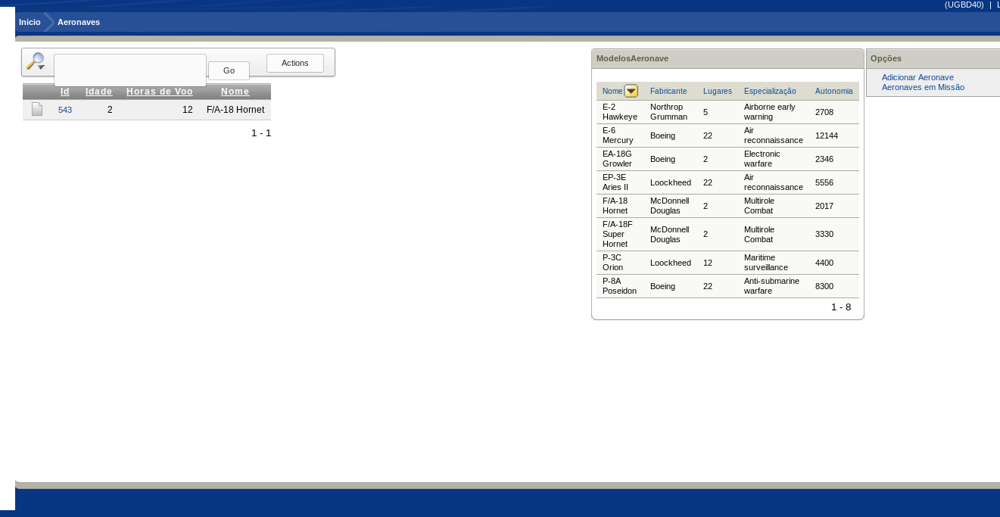 (UGBD40) | L
Inicio Aeronaves
Go Actions
Id Idade Horas de Voo Nome
543 2 12 F/A-18 Hornet
1 - 1
ModelosAeronave
Nome Fabricante Lugares Especialização Autonomia
E-2 Hawkeye Northrop Grumman 5 Airborne early warning 2708
E-6 Mercury Boeing 22 Air reconnaissance 12144
EA-18G Growler Boeing 2 Electronic warfare 2346
EP-3E Aries II Loockheed 22 Air reconnaissance 5556
F/A-18 Hornet McDonnell Douglas 2 Multirole Combat 2017
F/A-18F Super Hornet McDonnell Douglas 2 Multirole Combat 3330
P-3C Orion Loockheed 12 Maritime surveillance 4400
P-8A Poseidon Boeing 22 Anti-submarine warfare 8300
1 - 8
Opções
Adicionar Aeronave
Aeronaves em Missão